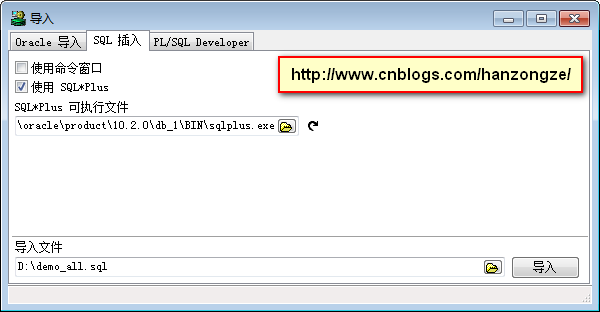 导入
Oracle 导入 SQL 插入 PL/SQL Developer
使用命令窗口
http://www.cnblogs.com/hanzongze/
使用 SQL*Plus
SQL*Plus 可执行文件
\oracle\product\10.2.0\db_1\BIN\sqlplus.exe
导入文件
D:\demo_all.sql 导入